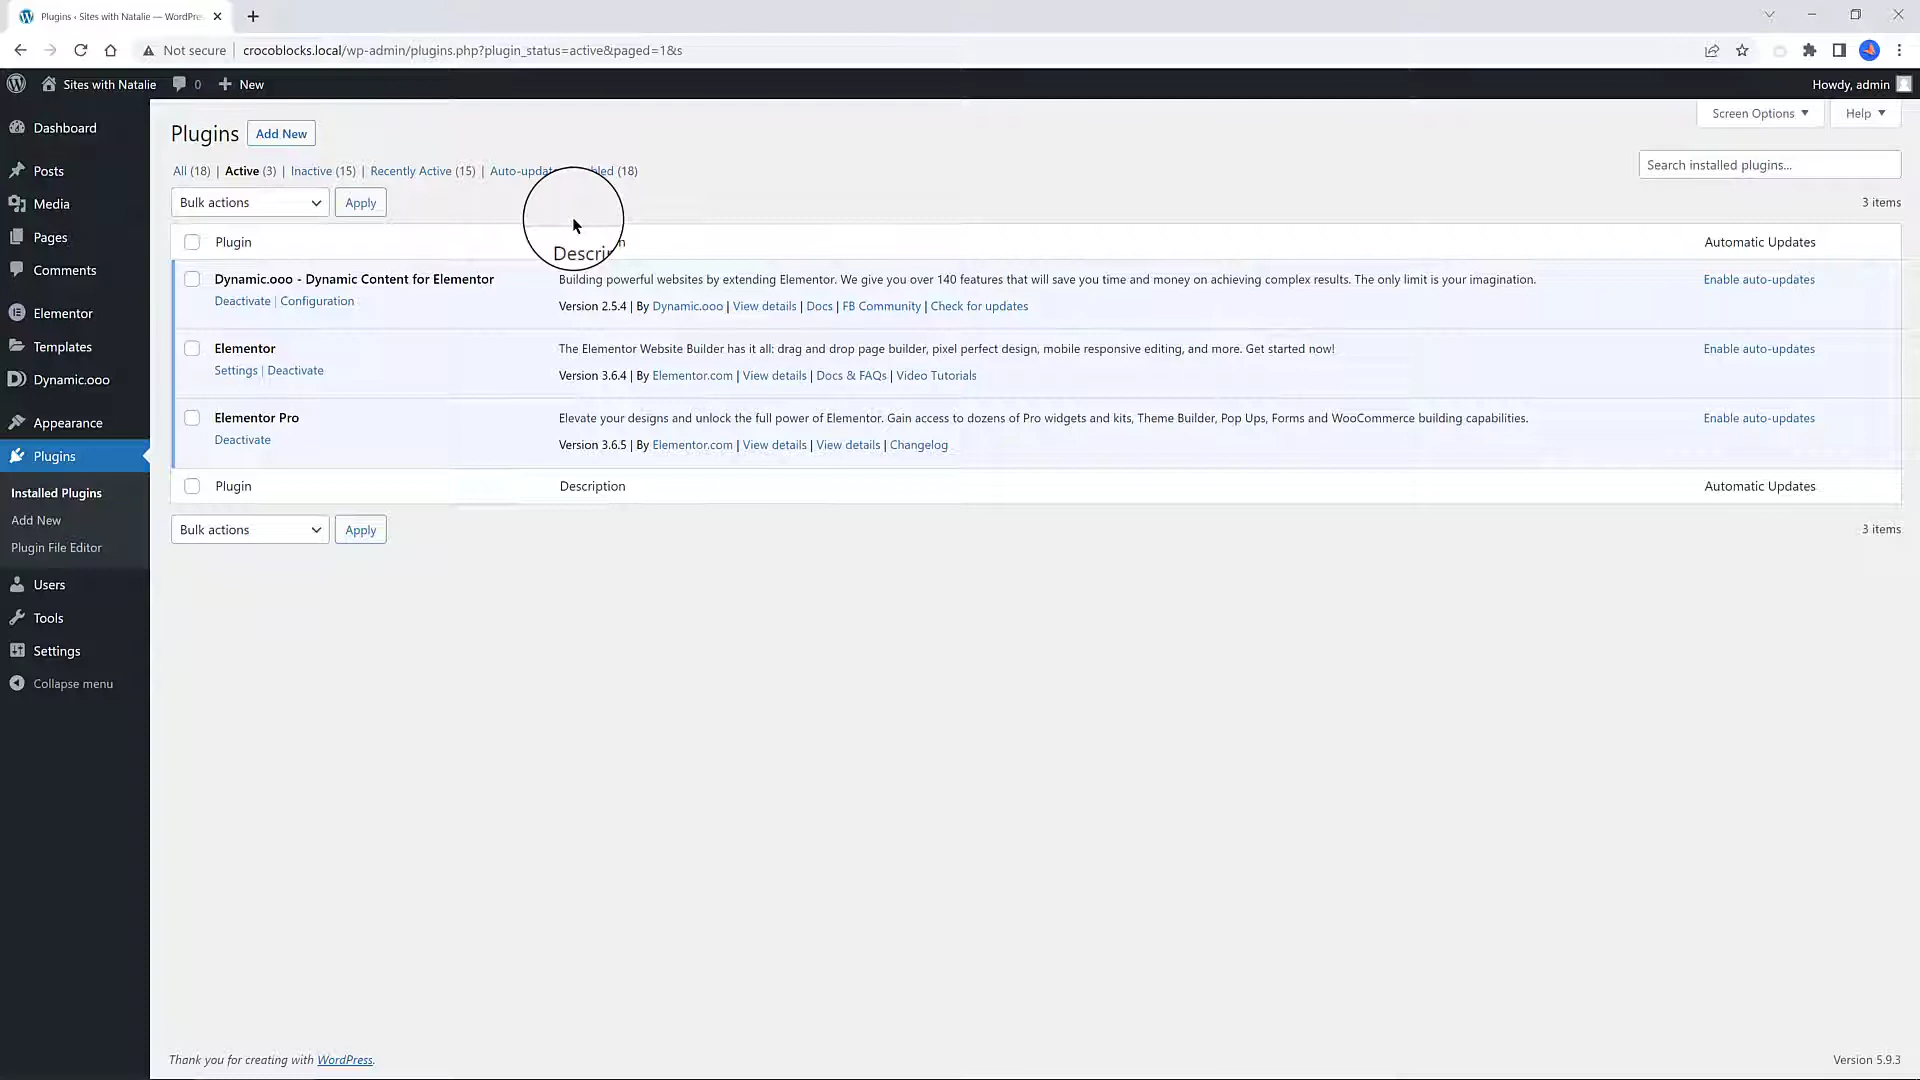 Plugins ‹ Sites with Natalie — WordPre
Not secure
crocoblocks.local/wp-admin/plugins.php?plugin_status=active&paged=1&s
Sites with Natalie
0
New
Howdy, admin
Dashboard
Posts
Media
Pages
Comments
Elementor
Templates
Dynamic.ooo
Appearance
Plugins
Installed Plugins
Add New
Plugin File Editor
Users
Tools
Settings
Collapse menu
Screen Options
Help
Plugins
Add New
All (18) | Active (3) | Inactive (15) | Recently Active (15) | (18)
Search installed plugins...
Bulk actions
Apply
3 items
Plugin
Automatic Updates
Dynamic.ooo - Dynamic Content for Elementor
Deactivate | Configuration
Building powerful websites by extending Elementor. We give you over 140 features that will save you time and money on achieving complex results. The only limit is your imagination.
Version 2.5.4 | By Dynamic.ooo | View details | Docs | FB Community | Check for updates
Enable auto-updates
Elementor
Settings | Deactivate
The Elementor Website Builder has it all: drag and drop page builder, pixel perfect design, mobile responsive editing, and more. Get started now!
Version 3.6.4 | By Elementor.com | View details | Docs & FAQs | Video Tutorials
Enable auto-updates
Elementor Pro
Deactivate
Elevate your designs and unlock the full power of Elementor. Gain access to dozens of Pro widgets and kits, Theme Builder, Pop Ups, Forms and WooCommerce building capabilities.
Version 3.6.5 | By Elementor.com | View details | View details | Changelog
Enable auto-updates
Plugin
Description
Automatic Updates
Bulk actions
Apply
3 items
Thank you for creating with WordPress.
Version 5.9.3